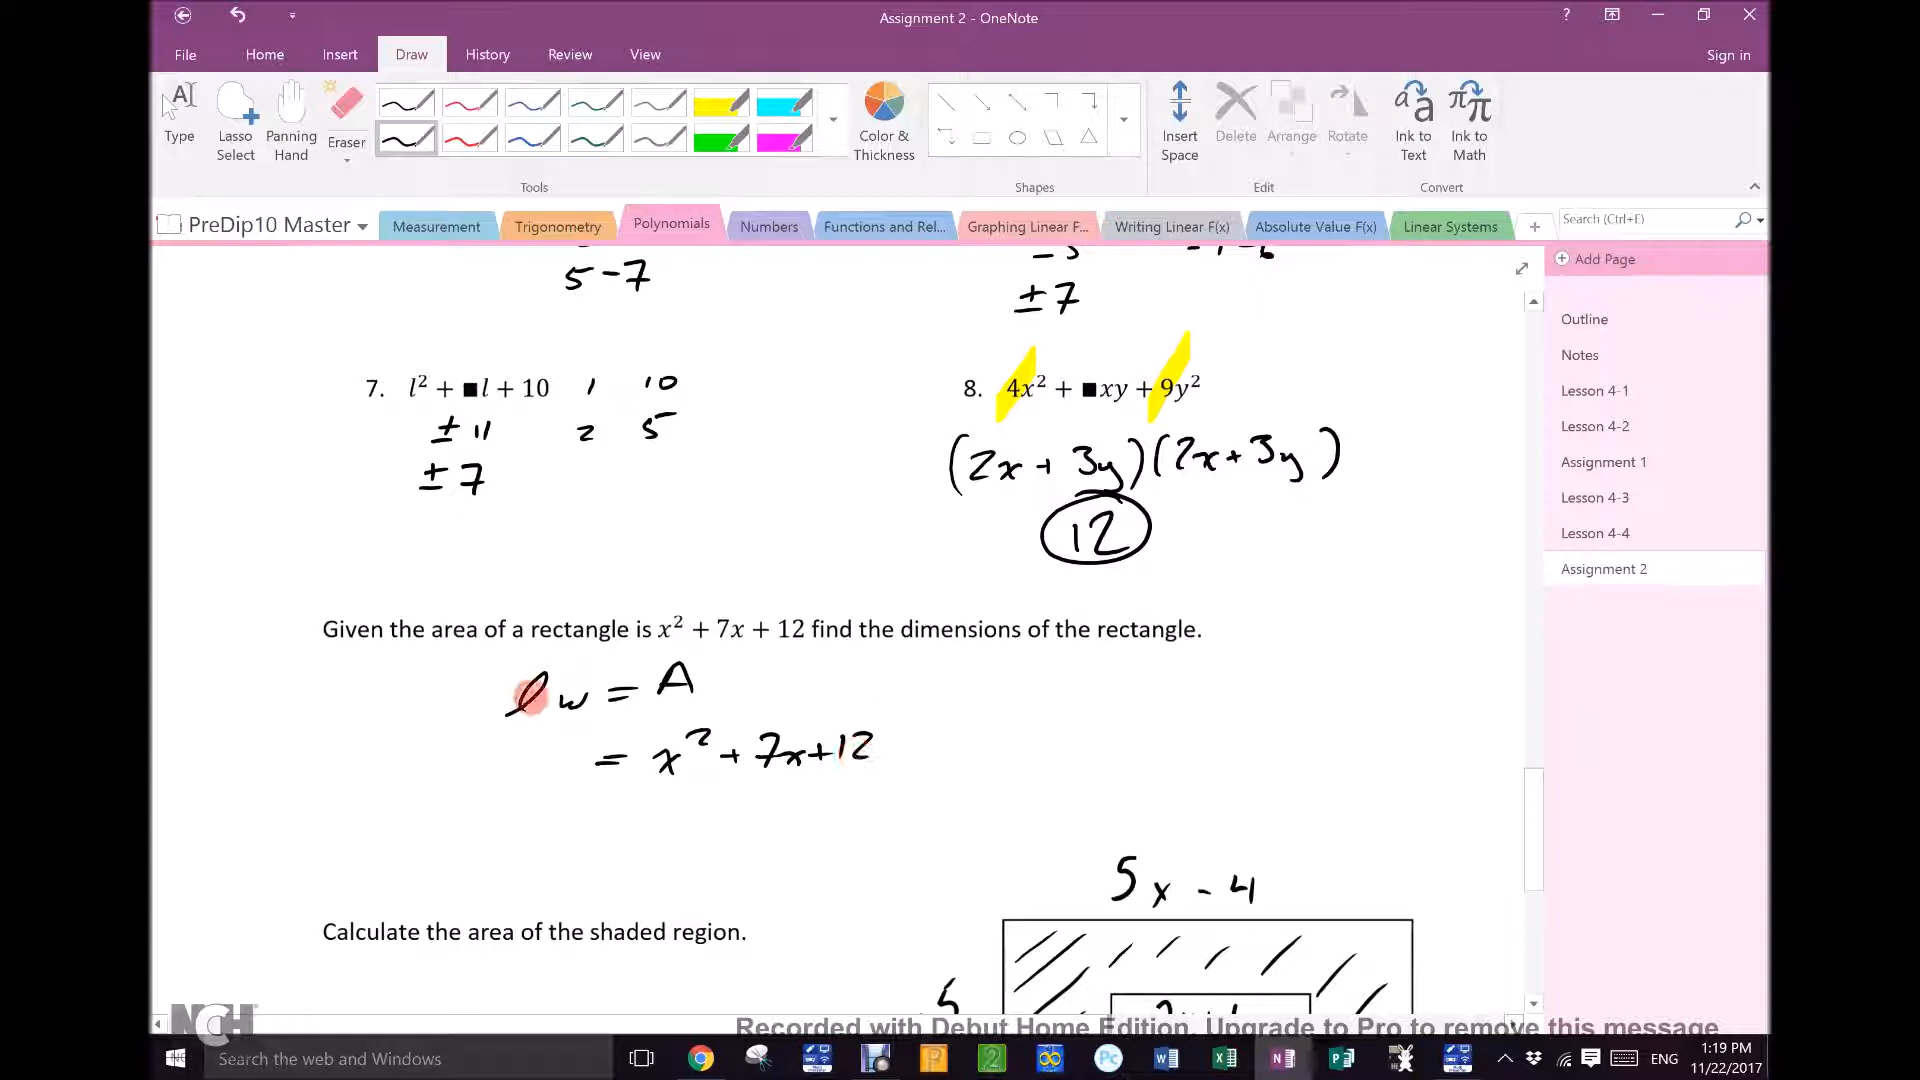 Assignment 2 - OneNote
?
File Home Insert Draw History Review View
Sign in
Type
Lasso Select
Panning Hand
Eraser
Color & Thickness
Insert Space
Delete
Arrange
Rotate
Ink to Text
Ink to Math
Tools
Shapes
Edit
Convert
PreDip10 Master
Measurement
Trigonometry
Polynomials
Numbers
Functions and Rel...
Graphing Linear F...
Writing Linear F(x)
Absolute Value F(x)
Linear Systems
+
Search (Ctrl+E)
Add Page
Outline
Notes
Lesson 4-1
Lesson 4-2
Assignment 1
Lesson 4-3
Lesson 4-4
Assignment 2
5 -7
± 7
7. l² + ■l + 10 1 10
± 11 2 5
± 7
8. 4x² + ■xy + 9y²
(2x + 3y)(2x + 3y)
12
Given the area of a rectangle is x² + 7x + 12 find the dimensions of the rectangle.
l w = A
= x² + 7x + 12
5x - 4
Calculate the area of the shaded region.
NCH
Recorded with Debut Home Edition. Upgrade to Pro to remove this message
Search the web and Windows
ENG
1:19 PM
11/22/2017